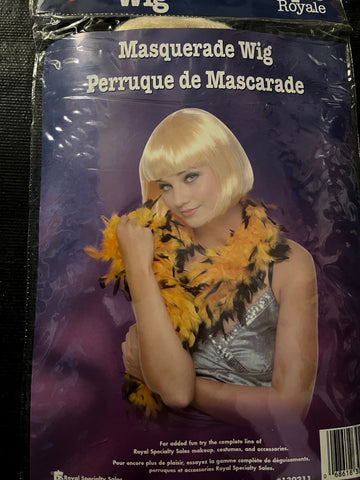 Wig
Royale
Masquerade Wig
Perruque de Mascarade
For added fun try the complete line of
Royal Specialty Sales makeup, costumes, and accessories.
Pour encore plus de plaisir, essayez la gamme complète de déguisements,
perruques et accessoires Royal Specialty Sales.
Royal Specialty Sales